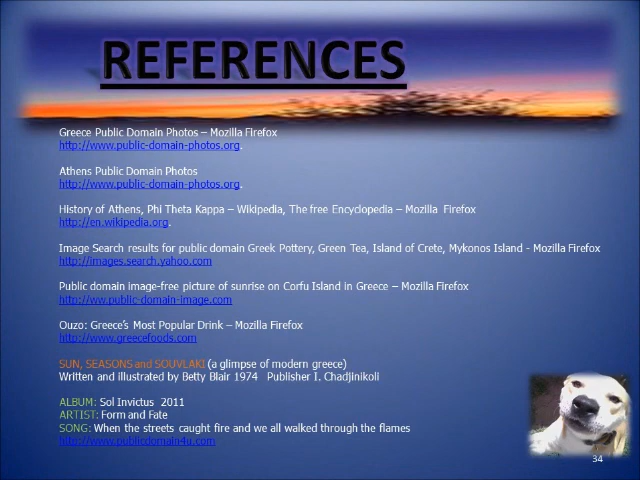 REFERENCES
Greece Public Domain Photos – Mozilla Firefox
http://www.public-domain-photos.org.
Athens Public Domain Photos
http://www.public-domain-photos.org.
History of Athens, Phi Theta Kappa – Wikipedia, The free Encyclopedia – Mozilla Firefox
http://en.wikipedia.org.
Image Search results for public domain Greek Pottery, Green Tea, Island of Crete, Mykonos Island - Mozilla Firefox
http://images.search.yahoo.com
Public domain image-free picture of sunrise on Corfu Island in Greece – Mozilla Firefox
http://ww.public-domain-image.com
Ouzo: Greece's Most Popular Drink – Mozilla Firefox
http://www.greecefoods.com
SUN, SEASONS and SOUVLAKI (a glimpse of modern greece)
Written and illustrated by Betty Blair 1974 Publisher I. Chadjinikoli
ALBUM: Sol Invictus 2011
ARTIST: Form and Fate
SONG: When the streets caught fire and we all walked through the flames
http://www.publicdomain4u.com
34